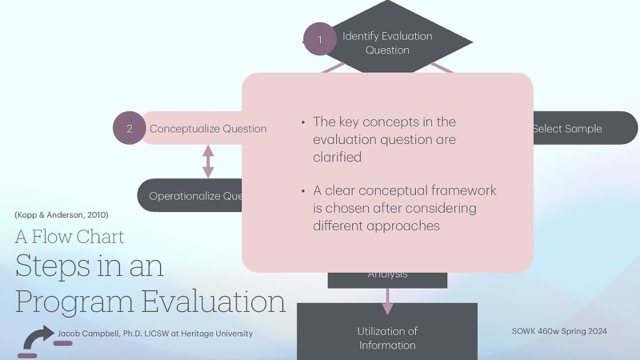 1
Identify Evaluation
Question
2
Conceptualize Question
• The key concepts in the
evaluation question are
clarified
• A clear conceptual framework
is chosen after considering
different approaches
Select Sample
Operationalize Que
Analysis
Utilization of
Information
(Kapp & Anderson, 2010)
A Flow Chart
Steps in an
Program Evaluation
Jacob Campbell, Ph.D. LICSW at Heritage University
SOWK 460w Spring 2024